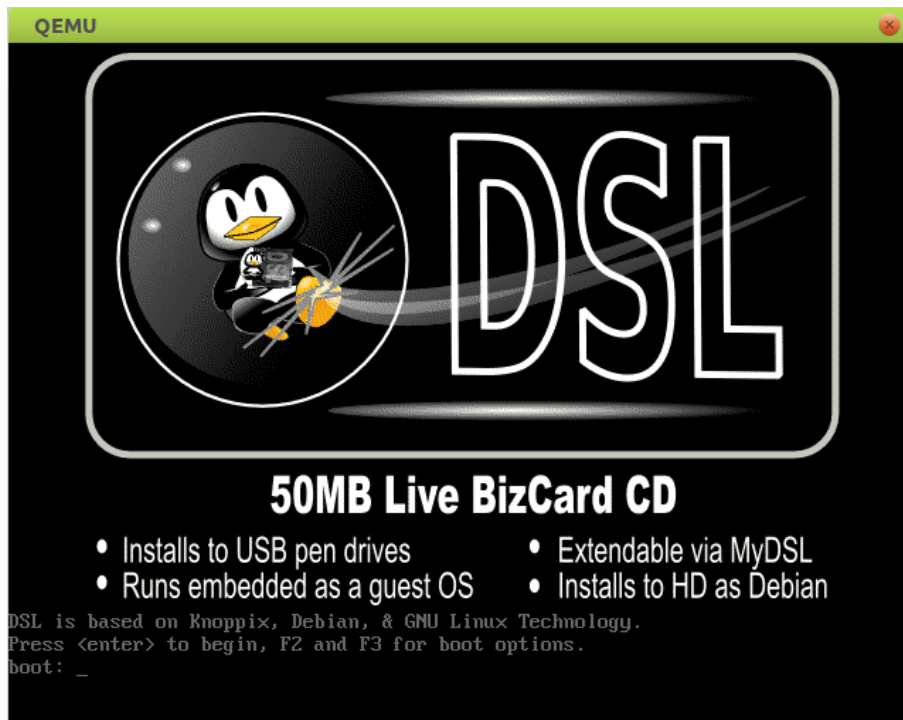 QEMU
DSL
50MB Live BizCard CD
• Installs to USB pen drives
• Runs embedded as a guest OS
• Extendable via MyDSL
• Installs to HD as Debian
DSL is based on Knoppix, Debian, & GNU Linux Technology.
Press <enter> to begin, F2 and F3 for boot options.
boot: _